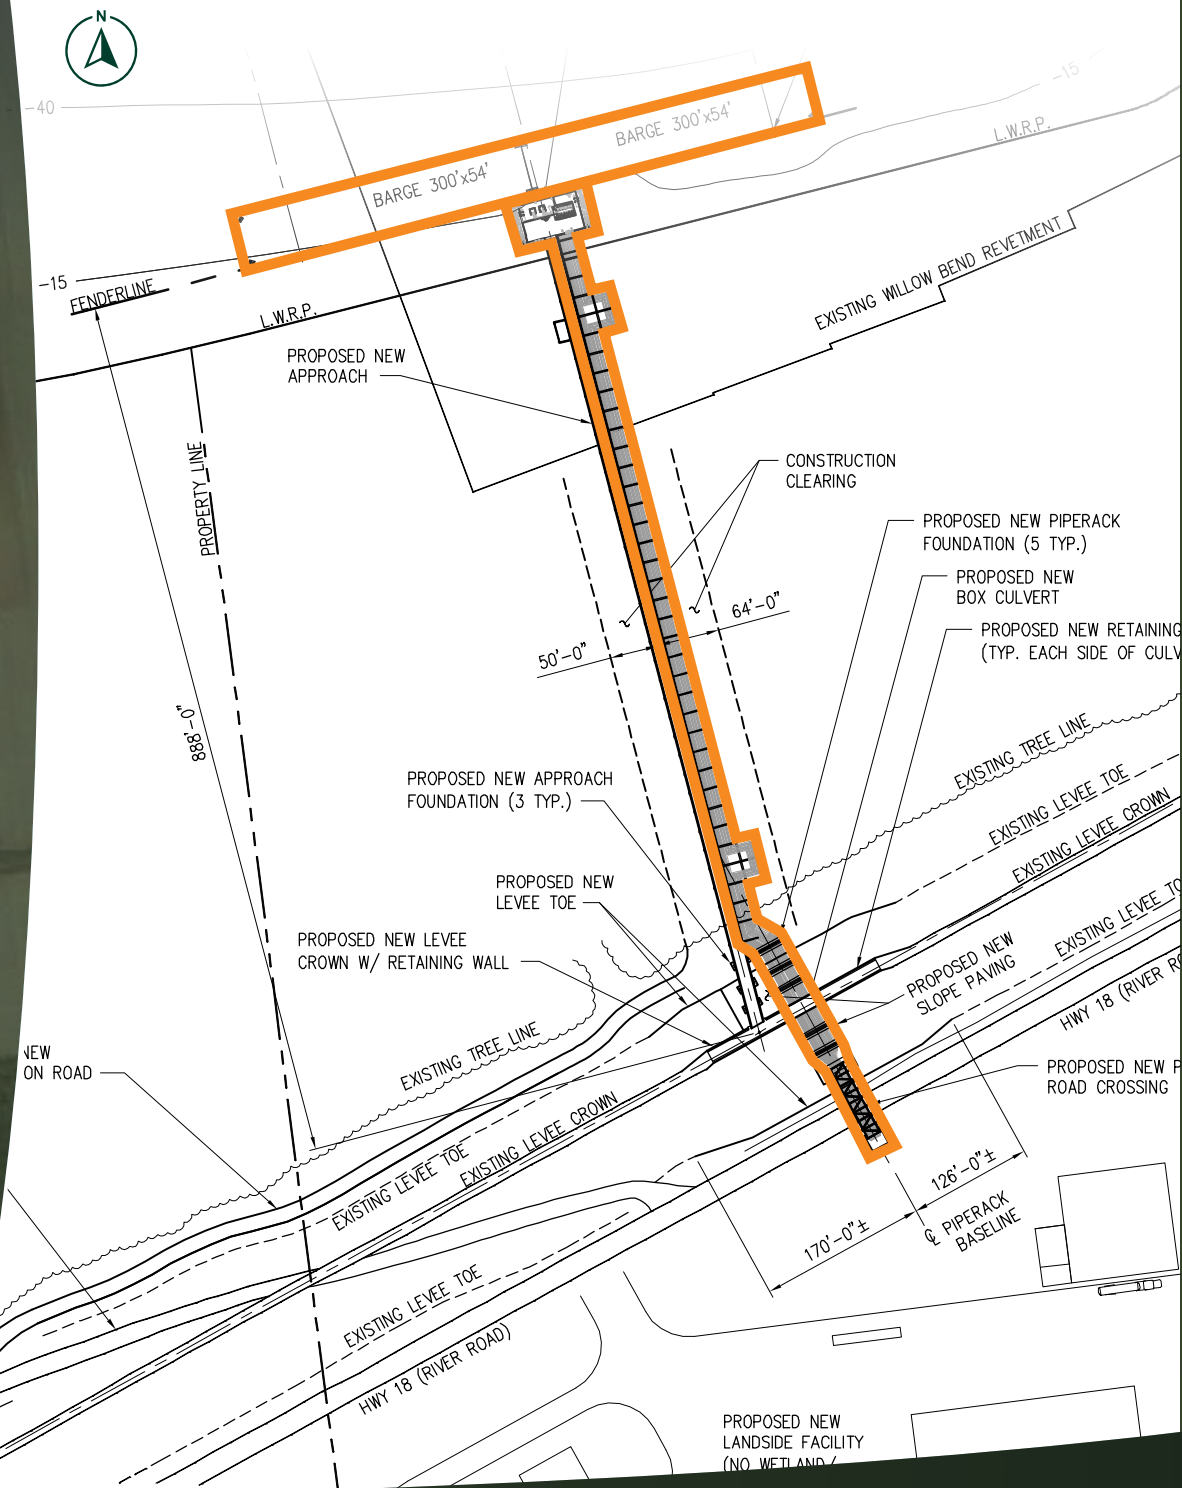 N
-40
-15
BARGE 300'x54'
BARGE 300'x54'
L.W.R.P.
-15
FENDERLINE
L.W.R.P.
EXISTING WILLOW BEND REVETMENT
PROPOSED NEW
APPROACH
PROPERTY LINE
CONSTRUCTION
CLEARING
PROPOSED NEW PIPERACK
FOUNDATION (5 TYP.)
PROPOSED NEW
BOX CULVERT
PROPOSED NEW RETAINING
(TYP. EACH SIDE OF CULV
64'-0"
50'-0"
888'-0"
EXISTING TREE LINE
EXISTING LEVEE TOE
EXISTING LEVEE CROWN
PROPOSED NEW APPROACH
FOUNDATION (3 TYP.)
PROPOSED NEW
LEVEE TOE
PROPOSED NEW LEVEE
CROWN W/ RETAINING WALL
PROPOSED NEW
SLOPE PAVING
EXISTING LEVEE TO
HWY 18 (RIVER RO
EXISTING TREE LINE
NEW
ON ROAD
PROPOSED NEW P
ROAD CROSSING
EXISTING LEVEE CROWN
EXISTING LEVEE TOE
126'-0"±
170'-0"±
℄ PIPERACK
BASELINE
EXISTING LEVEE TOE
HWY 18 (RIVER ROAD)
PROPOSED NEW
LANDSIDE FACILITY
(NO WETLAND/